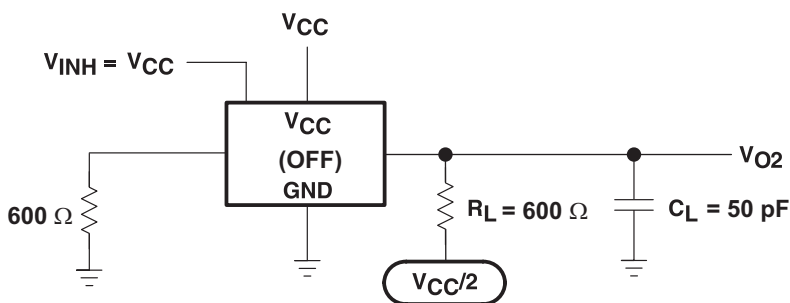 VCC
VINH = VCC
VCC
(OFF)
GND
VO2
600 Ω
RL = 600 Ω
CL = 50 pF
VCC/2